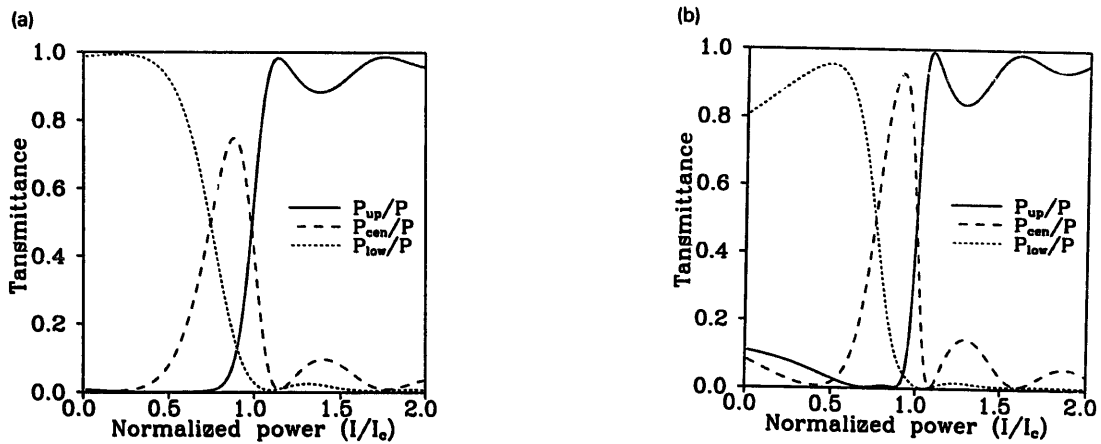 (a)
1.0
0.8
0.6
0.4
0.2
0.0
Tansmittance
P_up/P
P_cen/P
P_low/P
0.0 0.5 1.0 1.5 2.0
Normalized power (I/I_c)
(b)
1.0
0.8
0.6
0.4
0.2
0.0
Tansmittance
P_up/P
P_cen/P
P_low/P
0.0 0.5 1.0 1.5 2.0
Normalized power (I/I_c)